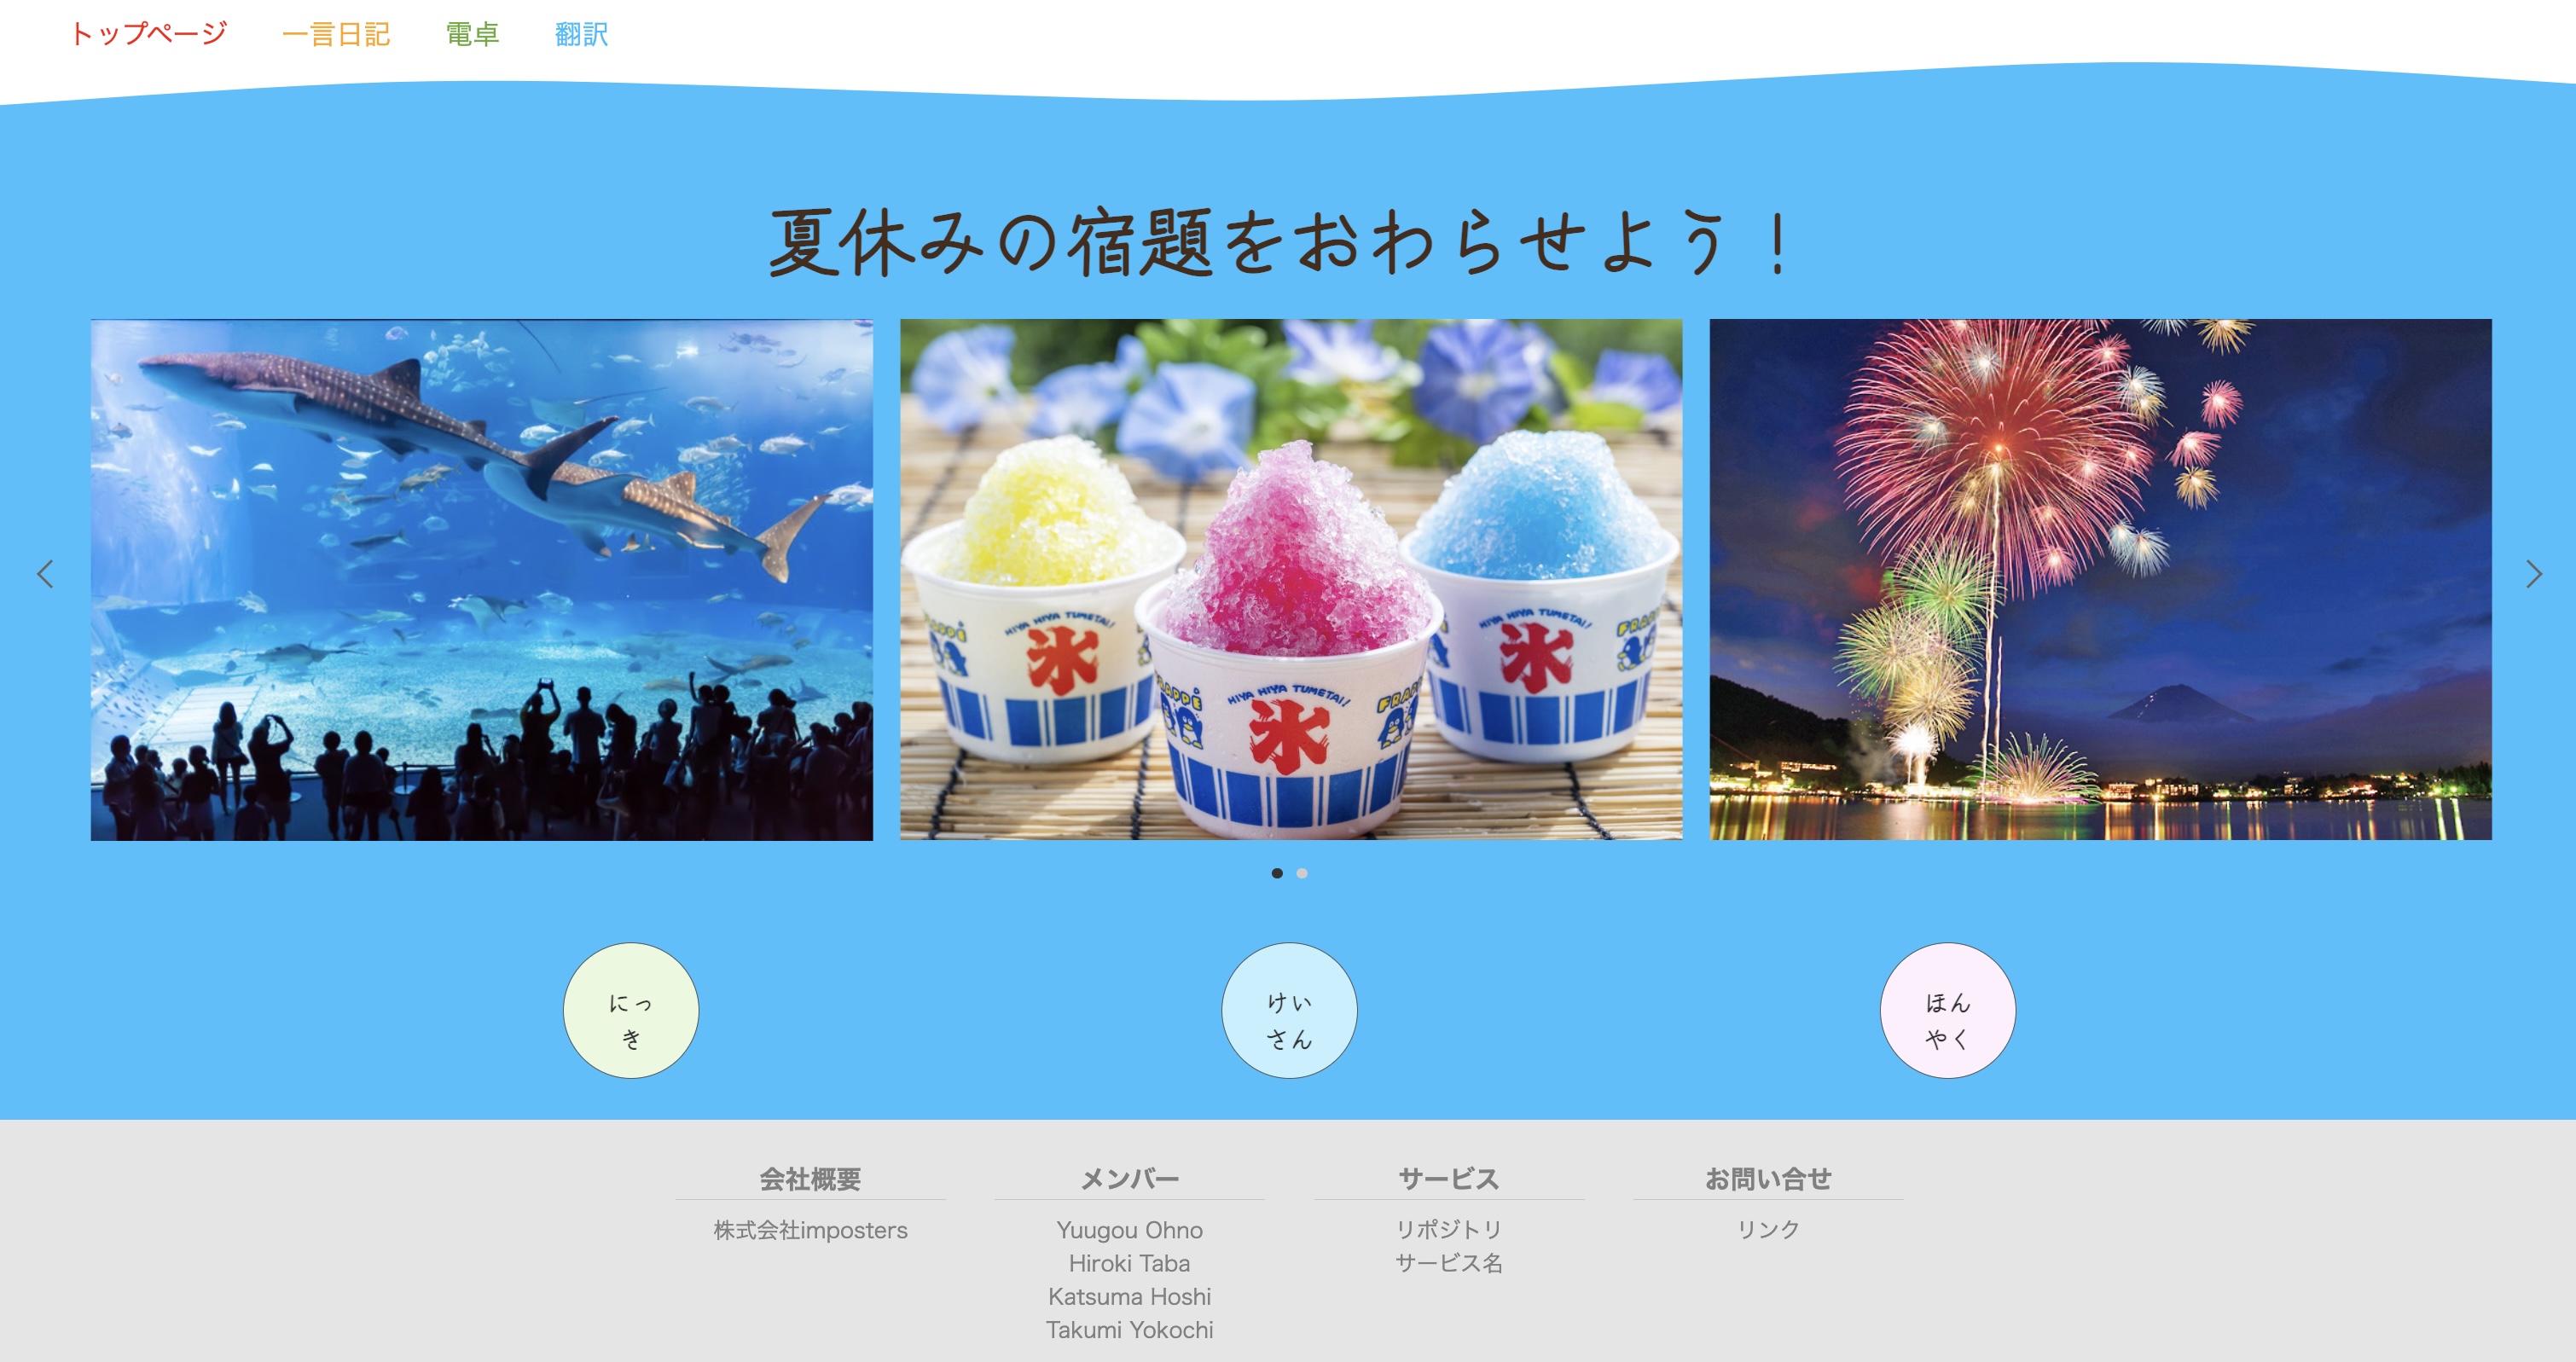 トップページ 一言日記 電卓 翻訳
夏休みの宿題をおわらせよう！
HIYA HIYA TUMETAI!
氷
HIYA HIYA TUMETAI!
氷
FRAPPÉ
HIYA HIYA TUMETAI!
氷
にっ
き
けい
さん
ほん
やく
会社概要
株式会社imposters
メンバー
Yuugou Ohno
Hiroki Taba
Katsuma Hoshi
Takumi Yokochi
サービス
リポジトリ
サービス名
お問い合せ
リンク